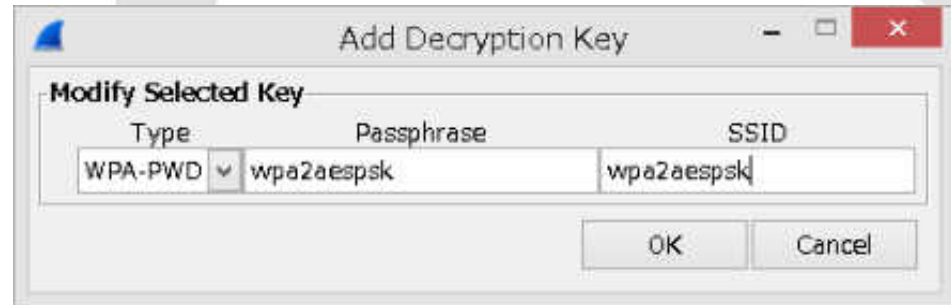 Add Decryption Key
Modify Selected Key
Type Passphrase SSID
WPA-PWD wpa2aespsk wpa2aespsk
OK Cancel